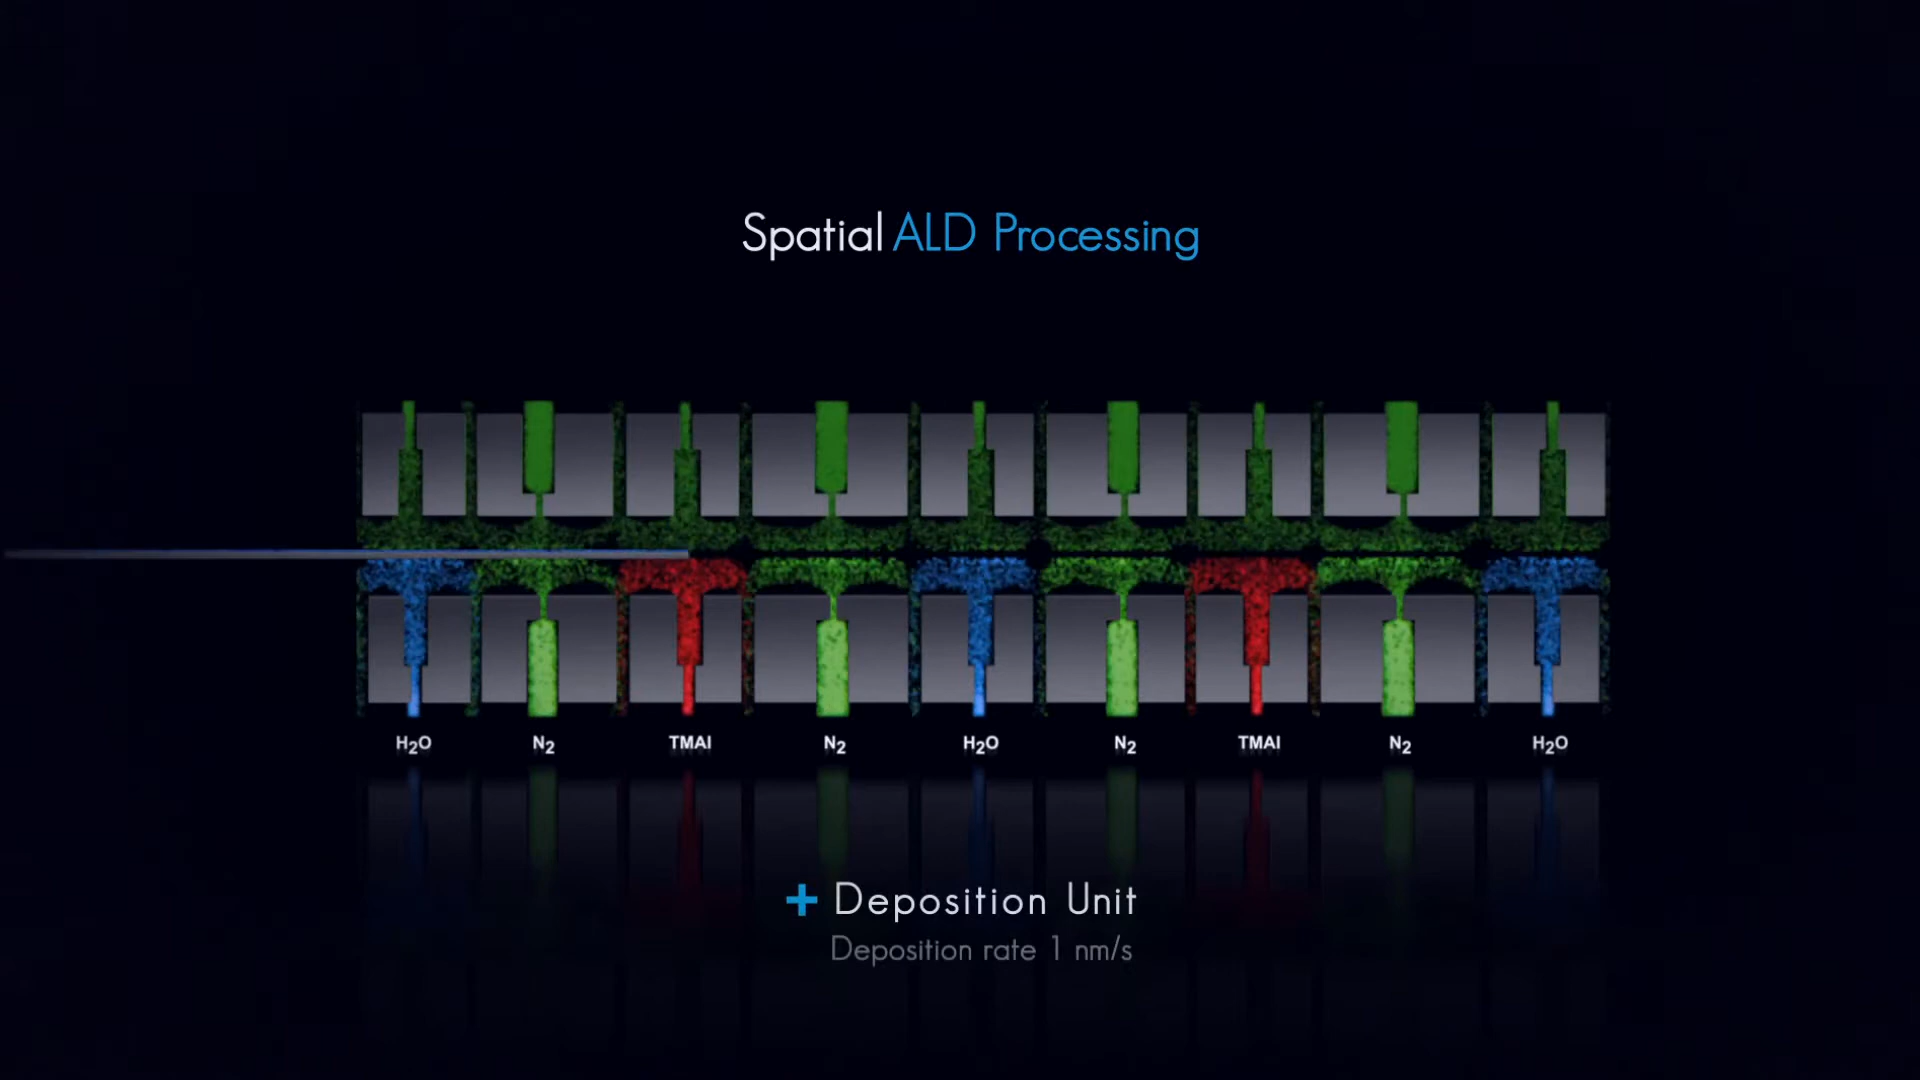 Spatial ALD Processing
H₂O N₂ TMAl N₂ H₂O N₂ TMAl N₂ H₂O
+ Deposition Unit
Deposition rate 1 nm/s